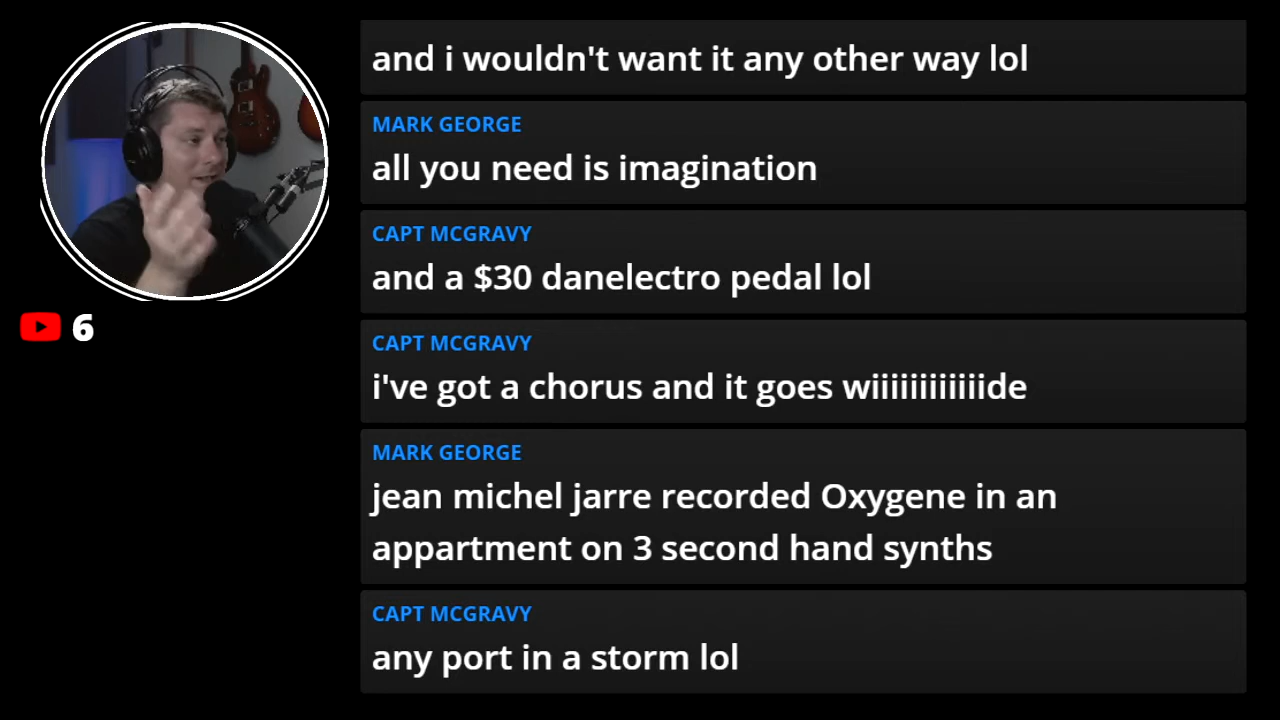 and i wouldn't want it any other way lol
MARK GEORGE
all you need is imagination
CAPT MCGRAVY
and a $30 danelectro pedal lol
CAPT MCGRAVY
i've got a chorus and it goes wiiiiiiiiiiiide
MARK GEORGE
jean michel jarre recorded Oxygene in an
appartment on 3 second hand synths
CAPT MCGRAVY
any port in a storm lol
6